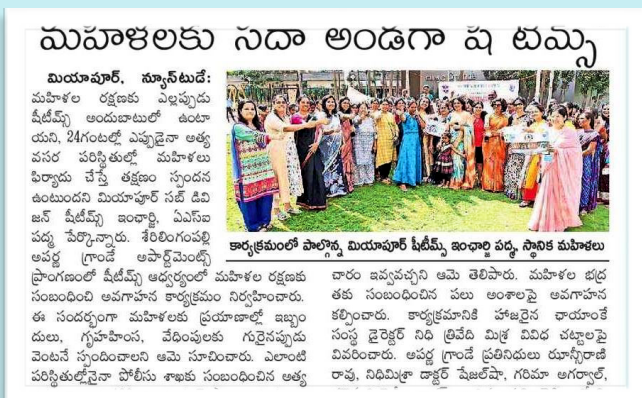 మహిళలకు సదా అండగా షీ టీమ్స్
మియాపూర్, న్యూస్‌టుడే:
మహిళల రక్షణకు ఎల్లప్పుడు
షీటీమ్స్ అందుబాటులో ఉంటా
యని, 24గంటల్లో ఎప్పుడైనా అత్య
వసర పరిస్థితుల్లో మహిళలు
ఫిర్యాదు చేస్తే తక్షణం స్పందన
ఉంటుందని మియాపూర్ సబ్ డివి
జన్ షీటీమ్స్ ఇంఛార్జి, ఏఎస్ఐ
పద్మ పేర్కొన్నారు. శేరిలింగంపల్లి
అపర్ణ గ్రాండే అపార్ట్‌మెంట్స్
ప్రాంగణంలో షీటీమ్స్ ఆధ్వర్యంలో మహిళల రక్షణకు
సంబంధించి అవగాహన కార్యక్రమం నిర్వహించారు.
ఈ సందర్భంగా మహిళలకు ప్రయాణాల్లో ఇబ్బం
దులు, గృహహింస, వేధింపులకు గురైనపుడు
వెంటనే స్పందించాలని ఆమె సూచించారు. ఎలాంటి
పరిస్థితుల్లోనైనా పోలీసు శాఖకు సంబంధించిన అత్య
కార్యక్రమంలో పాల్గొన్న మియాపూర్ షీటీమ్స్ ఇంఛార్జి పద్మ, స్థానిక మహిళలు
చారం ఇవ్వవచ్చని ఆమె తెలిపారు. మహిళల భద్ర
తకు సంబంధించిన పలు అంశాలపై అవగాహన
కల్పించారు. కార్యక్రమానికి హాజరైన ఛాయాంకే
సంస్థ డైరెక్టర్ నిధి త్రివేది మిశ్ర వివిధ చట్టాలపై
వివరించారు. అపర్ణ గ్రాండే ప్రతినిధులు ఝాన్సీరాణి
రావు, నిధిమిశ్రా డాక్టర్ షేజల్‌షా, గరిమా అగర్వాల్,